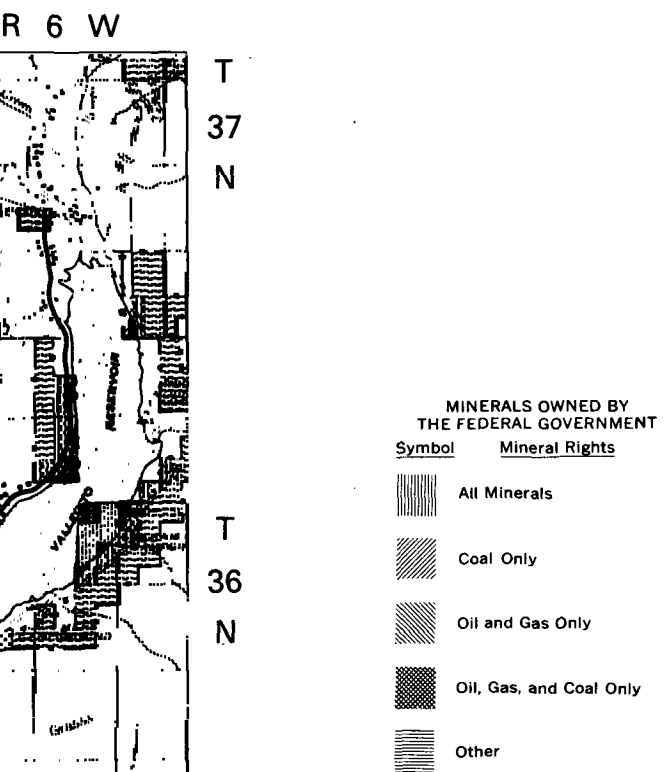 R 6 W
T
37
N
RESERVOIR
T
36
N
MINERALS OWNED BY
THE FEDERAL GOVERNMENT
Symbol Mineral Rights
All Minerals
Coal Only
Oil and Gas Only
Oil, Gas, and Coal Only
Other